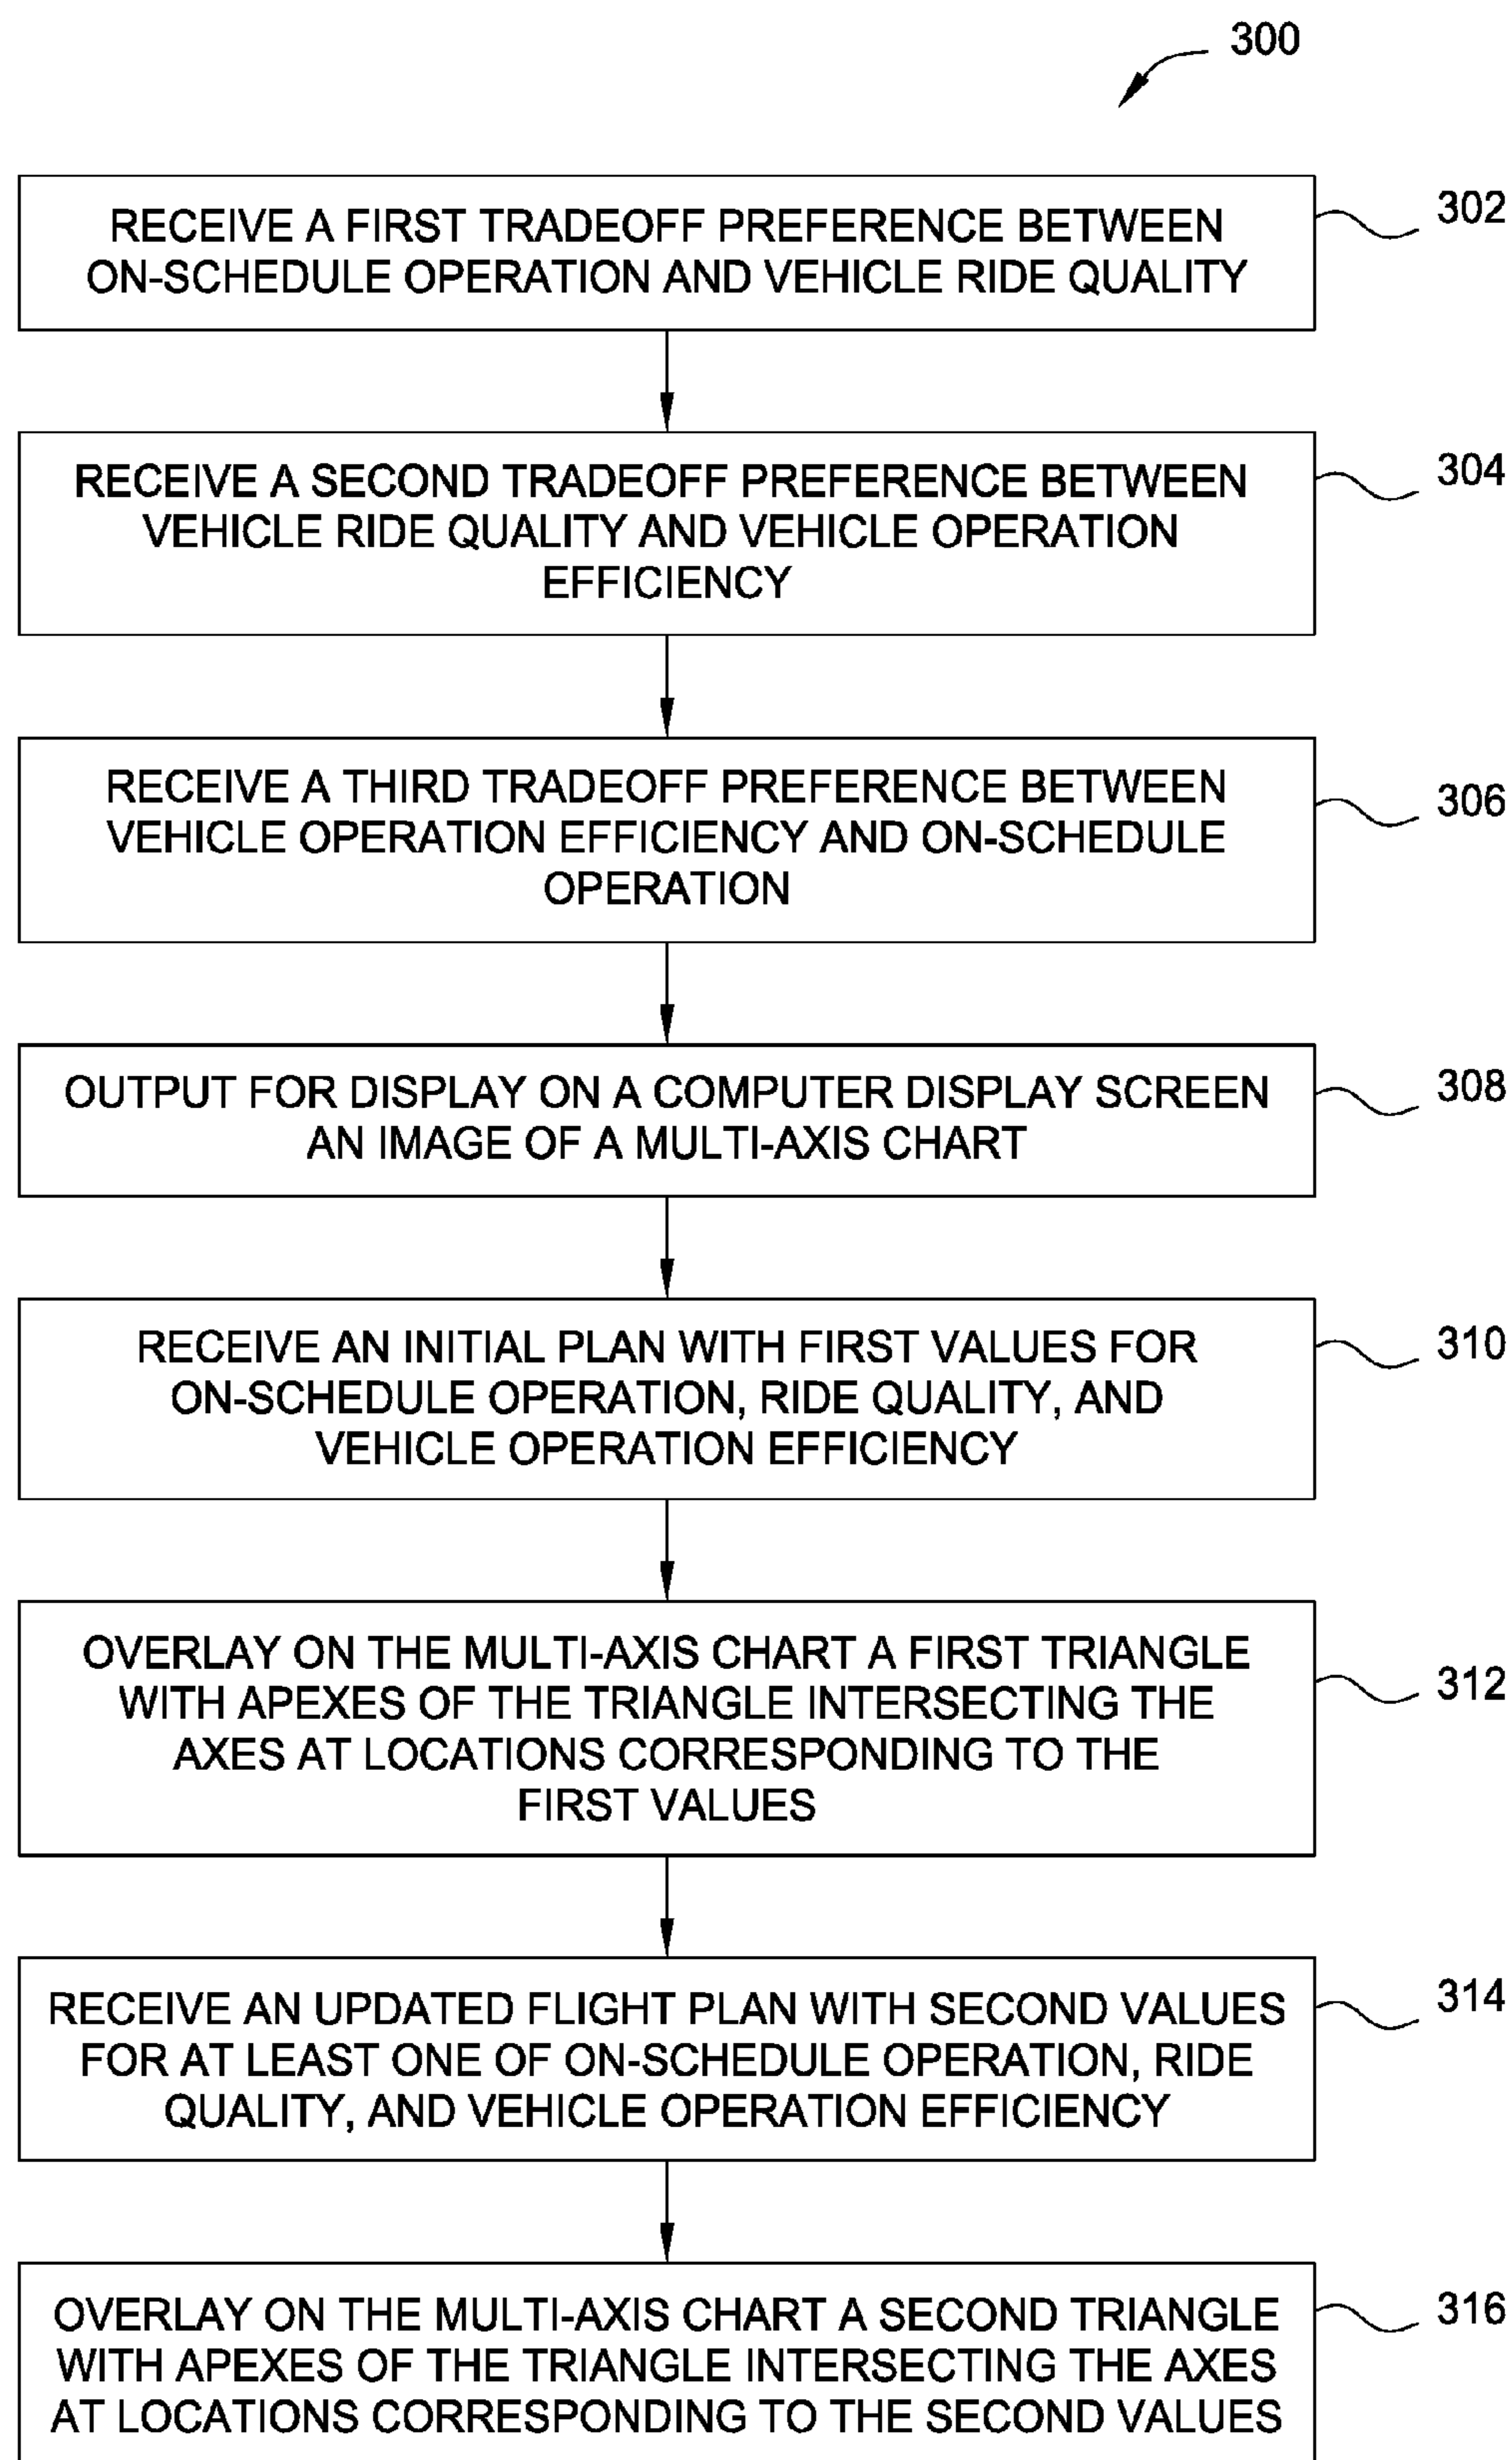 300
RECEIVE A FIRST TRADEOFF PREFERENCE BETWEEN
ON-SCHEDULE OPERATION AND VEHICLE RIDE QUALITY
302
RECEIVE A SECOND TRADEOFF PREFERENCE BETWEEN
VEHICLE RIDE QUALITY AND VEHICLE OPERATION
EFFICIENCY
304
RECEIVE A THIRD TRADEOFF PREFERENCE BETWEEN
VEHICLE OPERATION EFFICIENCY AND ON-SCHEDULE
OPERATION
306
OUTPUT FOR DISPLAY ON A COMPUTER DISPLAY SCREEN
AN IMAGE OF A MULTI-AXIS CHART
308
RECEIVE AN INITIAL PLAN WITH FIRST VALUES FOR
ON-SCHEDULE OPERATION, RIDE QUALITY, AND
VEHICLE OPERATION EFFICIENCY
310
OVERLAY ON THE MULTI-AXIS CHART A FIRST TRIANGLE
WITH APEXES OF THE TRIANGLE INTERSECTING THE
AXES AT LOCATIONS CORRESPONDING TO THE
FIRST VALUES
312
RECEIVE AN UPDATED FLIGHT PLAN WITH SECOND VALUES
FOR AT LEAST ONE OF ON-SCHEDULE OPERATION, RIDE
QUALITY, AND VEHICLE OPERATION EFFICIENCY
314
OVERLAY ON THE MULTI-AXIS CHART A SECOND TRIANGLE
WITH APEXES OF THE TRIANGLE INTERSECTING THE AXES
AT LOCATIONS CORRESPONDING TO THE SECOND VALUES
316